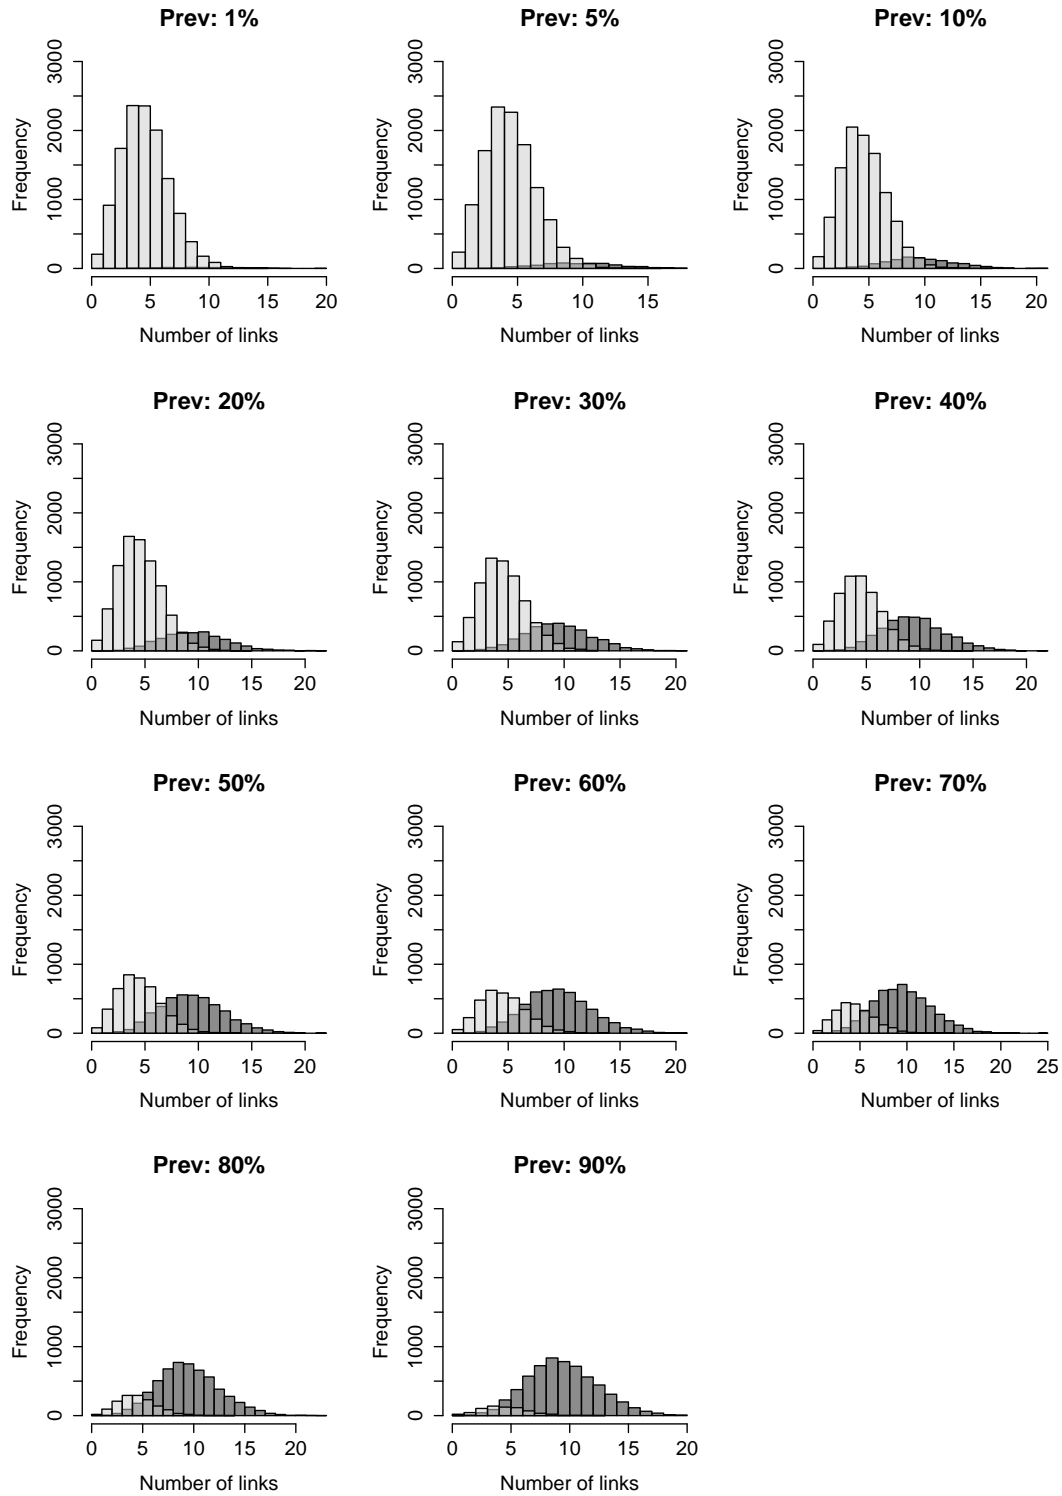 Prev: 1%
Frequency
3000
2000
1000
0
0 5 10 15 20
Number of links
Prev: 5%
Frequency
3000
2000
1000
0
0 5 10 15
Number of links
Prev: 10%
Frequency
3000
2000
1000
0
0 5 10 15 20
Number of links
Prev: 20%
Frequency
3000
2000
1000
0
0 5 10 15 20
Number of links
Prev: 30%
Frequency
3000
2000
1000
0
0 5 10 15 20
Number of links
Prev: 40%
Frequency
3000
2000
1000
0
0 5 10 15 20
Number of links
Prev: 50%
Frequency
3000
2000
1000
0
0 5 10 15 20
Number of links
Prev: 60%
Frequency
3000
2000
1000
0
0 5 10 15 20
Number of links
Prev: 70%
Frequency
3000
2000
1000
0
0 5 10 15 20 25
Number of links
Prev: 80%
Frequency
3000
2000
1000
0
0 5 10 15 20
Number of links
Prev: 90%
Frequency
3000
2000
1000
0
0 5 10 15 20
Number of links